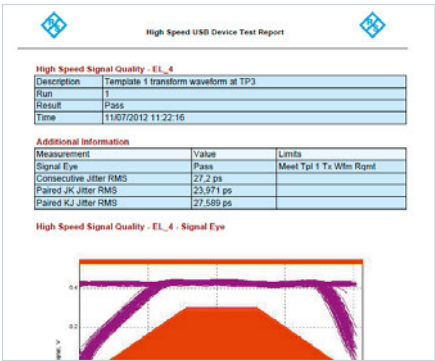 High Speed USB Device Test Report
High Speed Signal Quality - EL_4
Description Template 1 transform waveform at TP3
Run 1
Result Pass
Time 11/07/2012 11:22:16
Additional Information
Measurement Value Limits
Signal Eye Pass Meet Tpl 1 Tx Wfm Rqmt
Consecutive Jitter RMS 27,2 ps
Paired JK Jitter RMS 23,971 ps
Paired KJ Jitter RMS 27,589 ps
High Speed Signal Quality - EL_4 - Signal Eye
0.4
0.2